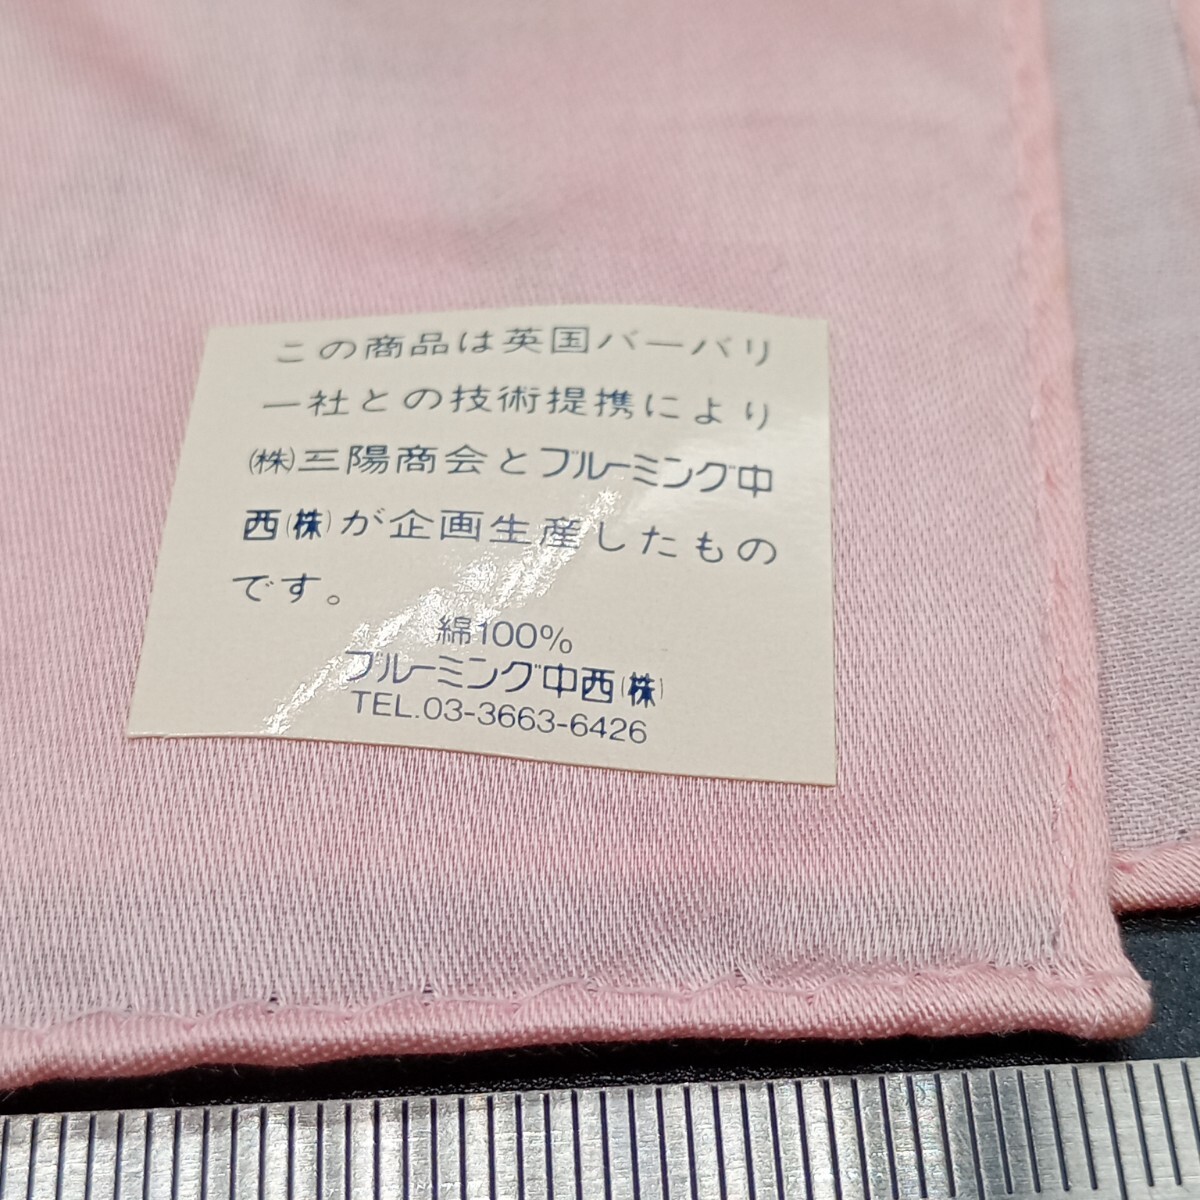 この商品は英国バーバリ
ー社との技術提携により
(株)三陽商会とブルーミング中
西(株)が企画生産したもの
です。
綿100%
ブルーミング中西(株)
TEL.03-3663-6426